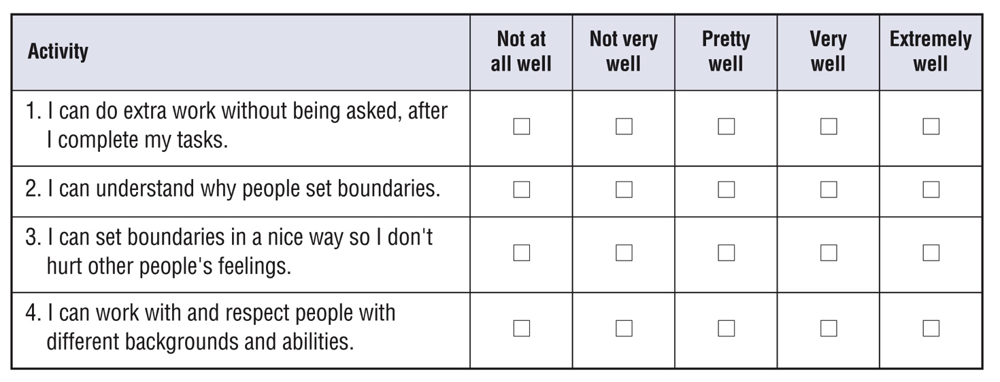 Activity
Not at
all well
Not very
well
Pretty
well
Very
well
Extremely
well
1. I can do extra work without being asked, after
I complete my tasks.
2. I can understand why people set boundaries.
3. I can set boundaries in a nice way so I don't
hurt other people's feelings.
4. I can work with and respect people with
different backgrounds and abilities.